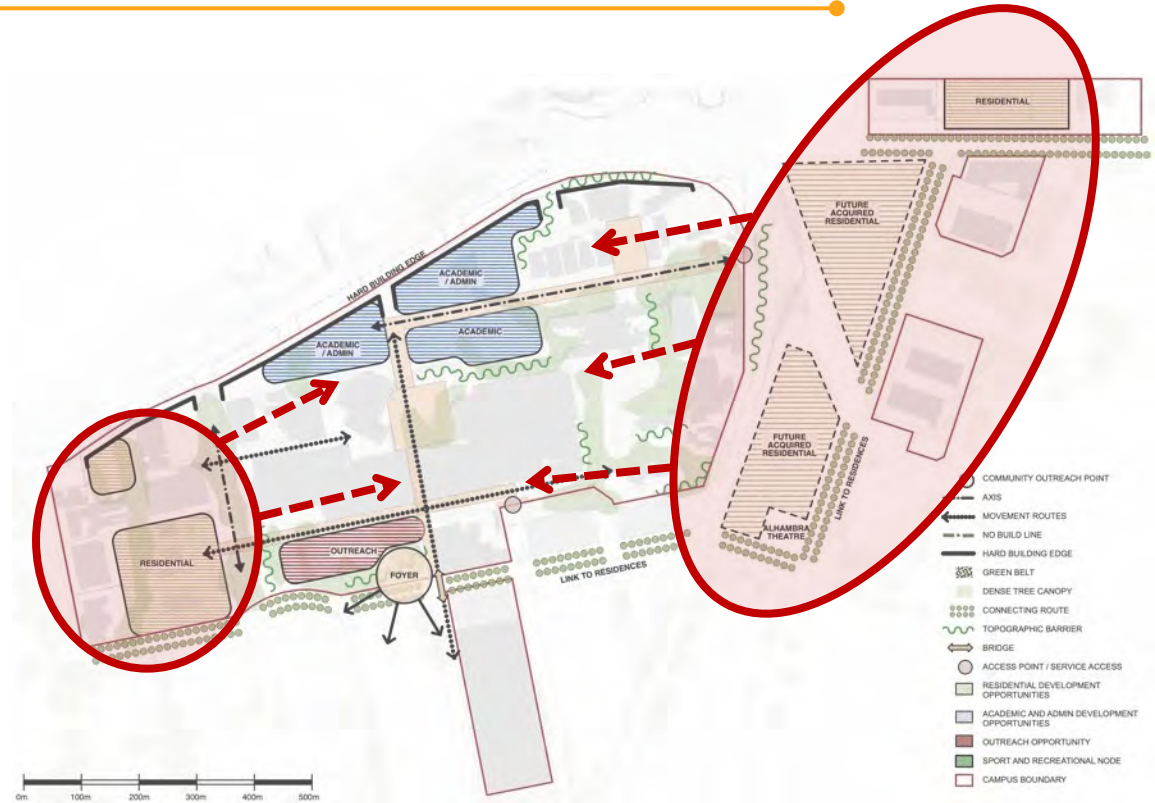 RESIDENTIAL
FUTURE
ACQUIRED
RESIDENTIAL
HARD BUILDING EDGE
ACADEMIC
/ ADMIN
ACADEMIC
ACADEMIC
/ ADMIN
FUTURE
ACQUIRED
RESIDENTIAL
ALHAMBRA
THEATRE
LINK TO RESIDENCES
RESIDENTIAL
OUTREACH
FOYER
LINK TO RESIDENCES
COMMUNITY OUTREACH POINT
AXIS
MOVEMENT ROUTES
NO BUILD LINE
HARD BUILDING EDGE
GREEN BELT
DENSE TREE CANOPY
CONNECTING ROUTE
TOPOGRAPHIC BARRIER
BRIDGE
ACCESS POINT / SERVICE ACCESS
RESIDENTIAL DEVELOPMENT
OPPORTUNITIES
ACADEMIC AND ADMIN DEVELOPMENT
OPPORTUNITIES
OUTREACH OPPORTUNITY
SPORT AND RECREATIONAL NODE
CAMPUS BOUNDARY
0m 100m 200m 300m 400m 500m